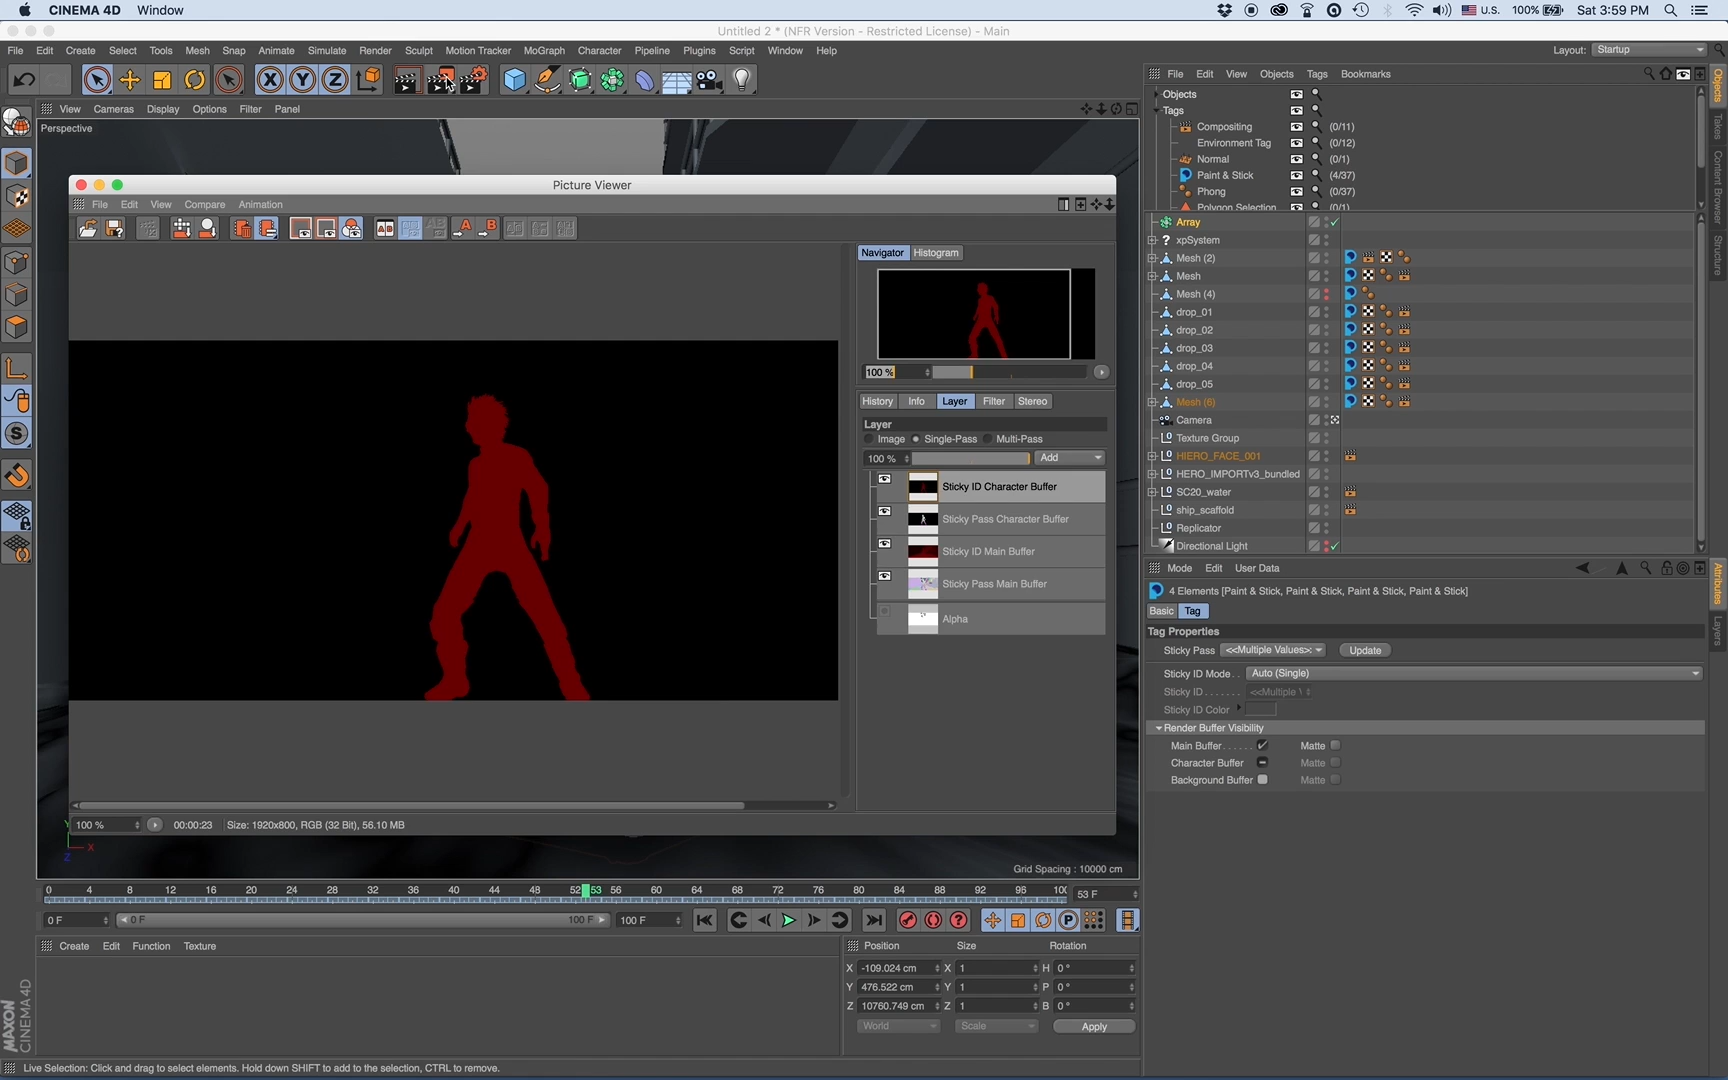 CINEMA 4D Window
U.S. 100% Sat 3:59 PM
Untitled 2 * (NFR Version - Restricted License) - Main
File Edit Create Select Tools Mesh Snap Animate Simulate Render Sculpt Motion Tracker MoGraph Character Pipeline Plugins Script Window Help
Layout: Startup
X Y Z
File Edit View Objects Tags Bookmarks
View Cameras Display Options Filter Panel
Perspective
Objects
Tags
Compositing (0/11)
Environment Tag (0/12)
Normal (0/1)
Paint & Stick (4/37)
Phong (0/37)
Polygon Selection (0/1)
Objects
Takes
Content Browser
Structure
Picture Viewer
File Edit View Compare Animation
Navigator Histogram
100 %
History Info Layer Filter Stereo
Layer
Image Single-Pass Multi-Pass
100 % Add
Sticky ID Character Buffer
Sticky Pass Character Buffer
Sticky ID Main Buffer
Sticky Pass Main Buffer
Alpha
100 % 00:00:23 Size: 1920x800, RGB (32 Bit), 56.10 MB
Array
xpSystem
Mesh (2)
Mesh
Mesh (4)
drop_01
drop_02
drop_03
drop_04
drop_05
Mesh (6)
Camera
Texture Group
HIERO_FACE_001
HERO_IMPORTv3_bundled
SC20_water
ship_scaffold
Replicator
Directional Light
Mode Edit User Data
4 Elements [Paint & Stick, Paint & Stick, Paint & Stick, Paint & Stick]
Basic Tag
Tag Properties
Sticky Pass <<Multiple Values>> Update
Sticky ID Mode . . Auto (Single)
Sticky ID . . . . . . . <<Multiple \
Sticky ID Color
Render Buffer Visibility
Main Buffer . . . . . . Matte
Character Buffer Matte
Background Buffer Matte
Attributes
Layers
Y
X
Z
Grid Spacing : 10000 cm
0 4 8 12 16 20 24 28 32 36 40 44 48 52 53 56 60 64 68 72 76 80 84 88 92 96 100 53 F
0 F 0 F 100 F 100 F
Create Edit Function Texture
Position Size Rotation
X -109.024 cm X 1 H 0 °
Y 476.522 cm Y 1 P 0 °
Z 10760.749 cm Z 1 B 0 °
World Scale Apply
MAXON
CINEMA 4D
Live Selection: Click and drag to select elements. Hold down SHIFT to add to the selection, CTRL to remove.